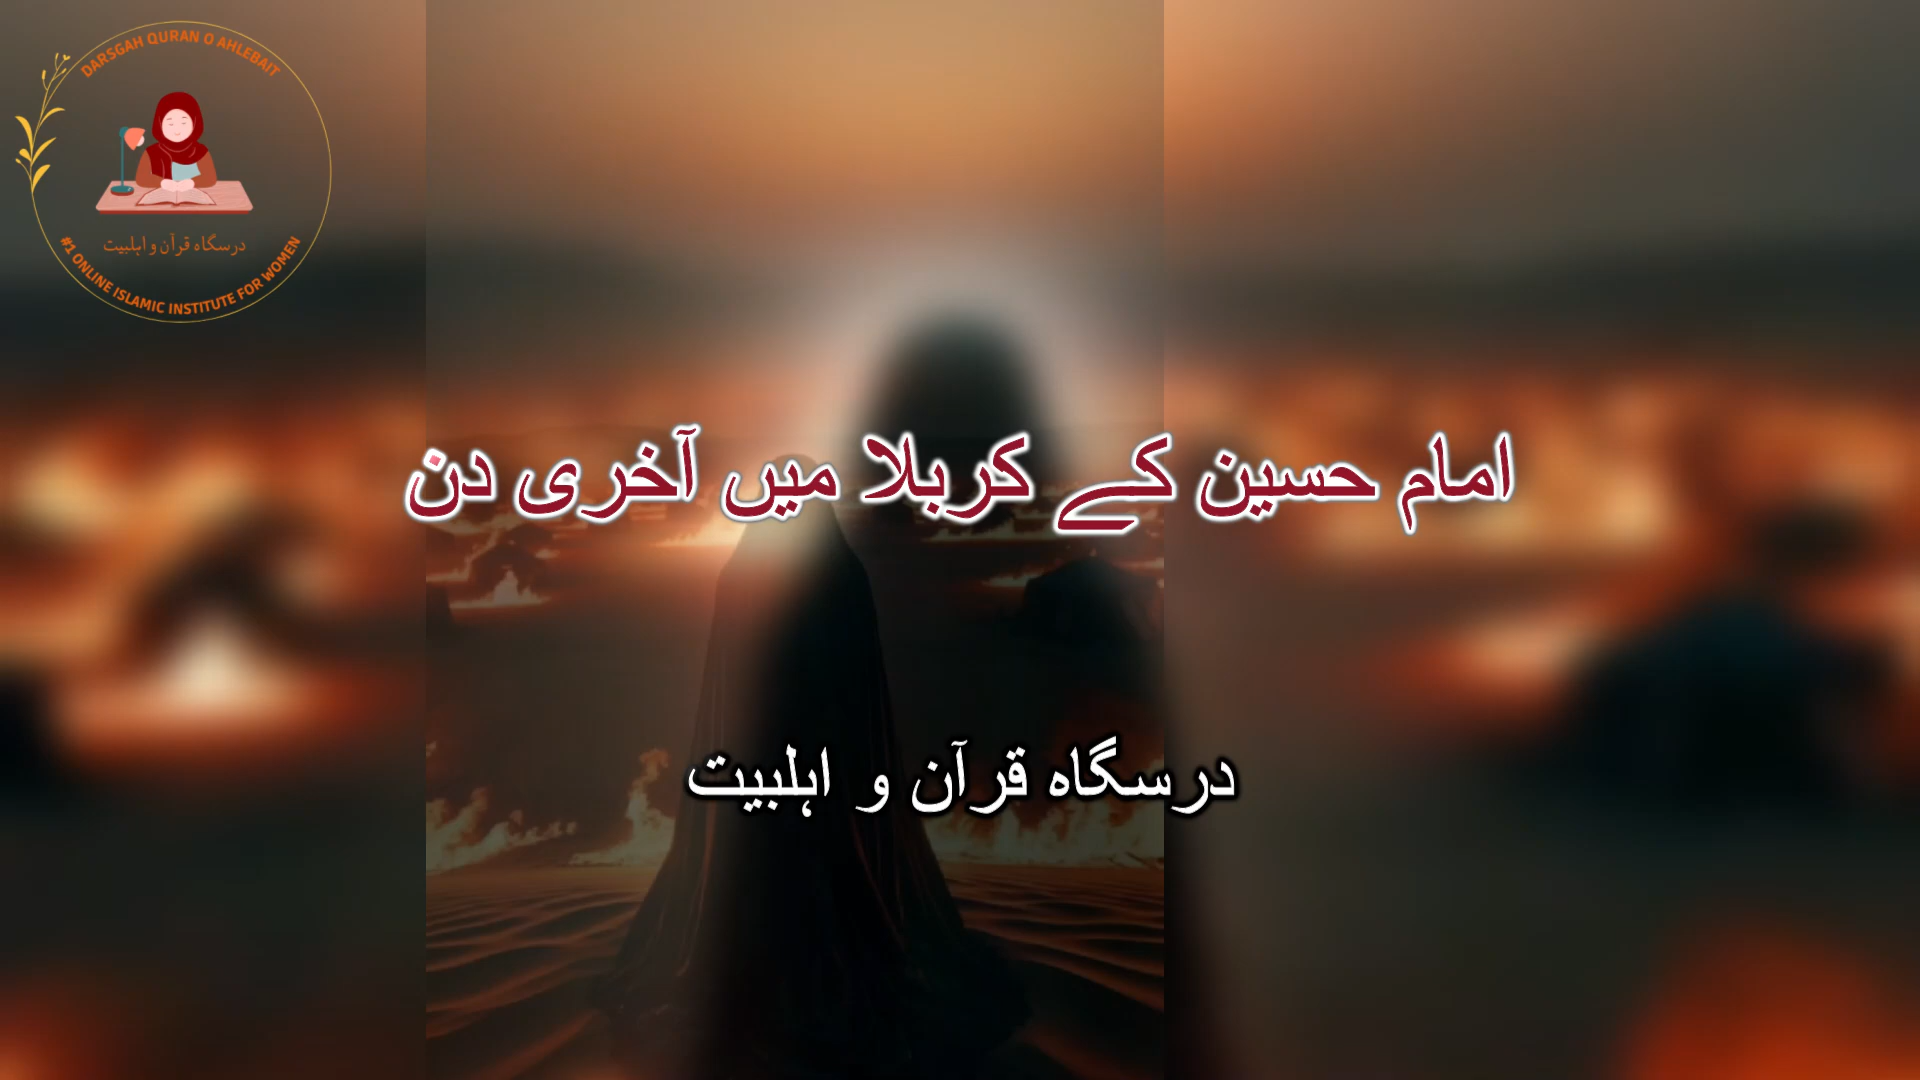 DARSGAH QURAN O AHLEBAIT
درسگاہ قرآن و اہلبیت
#1 ONLINE ISLAMIC INSTITUTE FOR WOMEN
امام حسین کے کربلا میں آخری دن
درسگاہ قرآن و اہلبیت